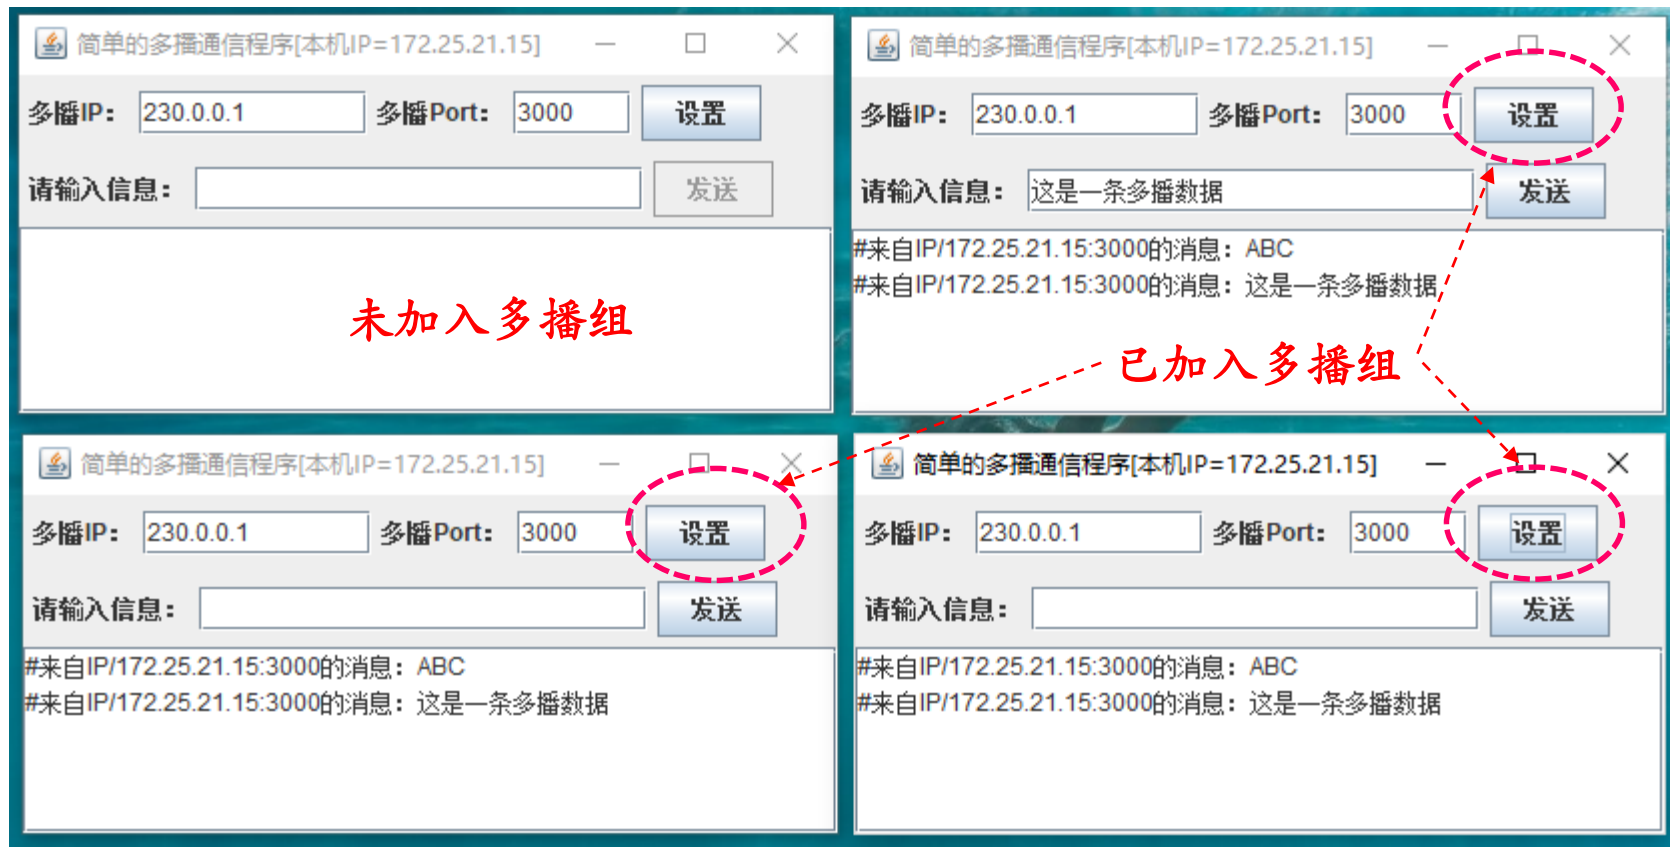 简单的多播通信程序[本机IP=172.25.21.15]
多播IP： 230.0.0.1 多播Port： 3000 设置
请输入信息： 发送
未加入多播组
简单的多播通信程序[本机IP=172.25.21.15]
多播IP： 230.0.0.1 多播Port： 3000 设置
请输入信息： 这是一条多播数据 发送
#来自IP/172.25.21.15:3000的消息：ABC
#来自IP/172.25.21.15:3000的消息：这是一条多播数据
已加入多播组
简单的多播通信程序[本机IP=172.25.21.15]
多播IP： 230.0.0.1 多播Port： 3000 设置
请输入信息： 发送
#来自IP/172.25.21.15:3000的消息：ABC
#来自IP/172.25.21.15:3000的消息：这是一条多播数据
简单的多播通信程序[本机IP=172.25.21.15]
多播IP： 230.0.0.1 多播Port： 3000 设置
请输入信息： 发送
#来自IP/172.25.21.15:3000的消息：ABC
#来自IP/172.25.21.15:3000的消息：这是一条多播数据